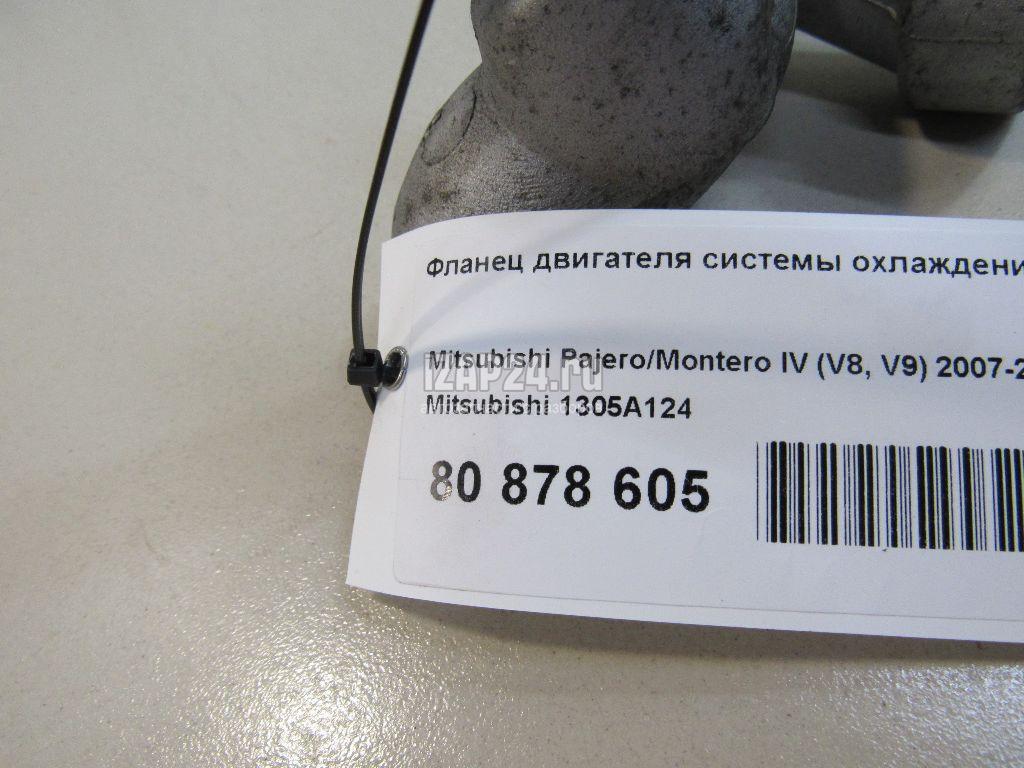 Фланец двигателя системы охлаждени
Mitsubishi Pajero/Montero IV (V8, V9) 2007-2
iZAP24.ru
Mitsubishi 1305A124
80 878 605